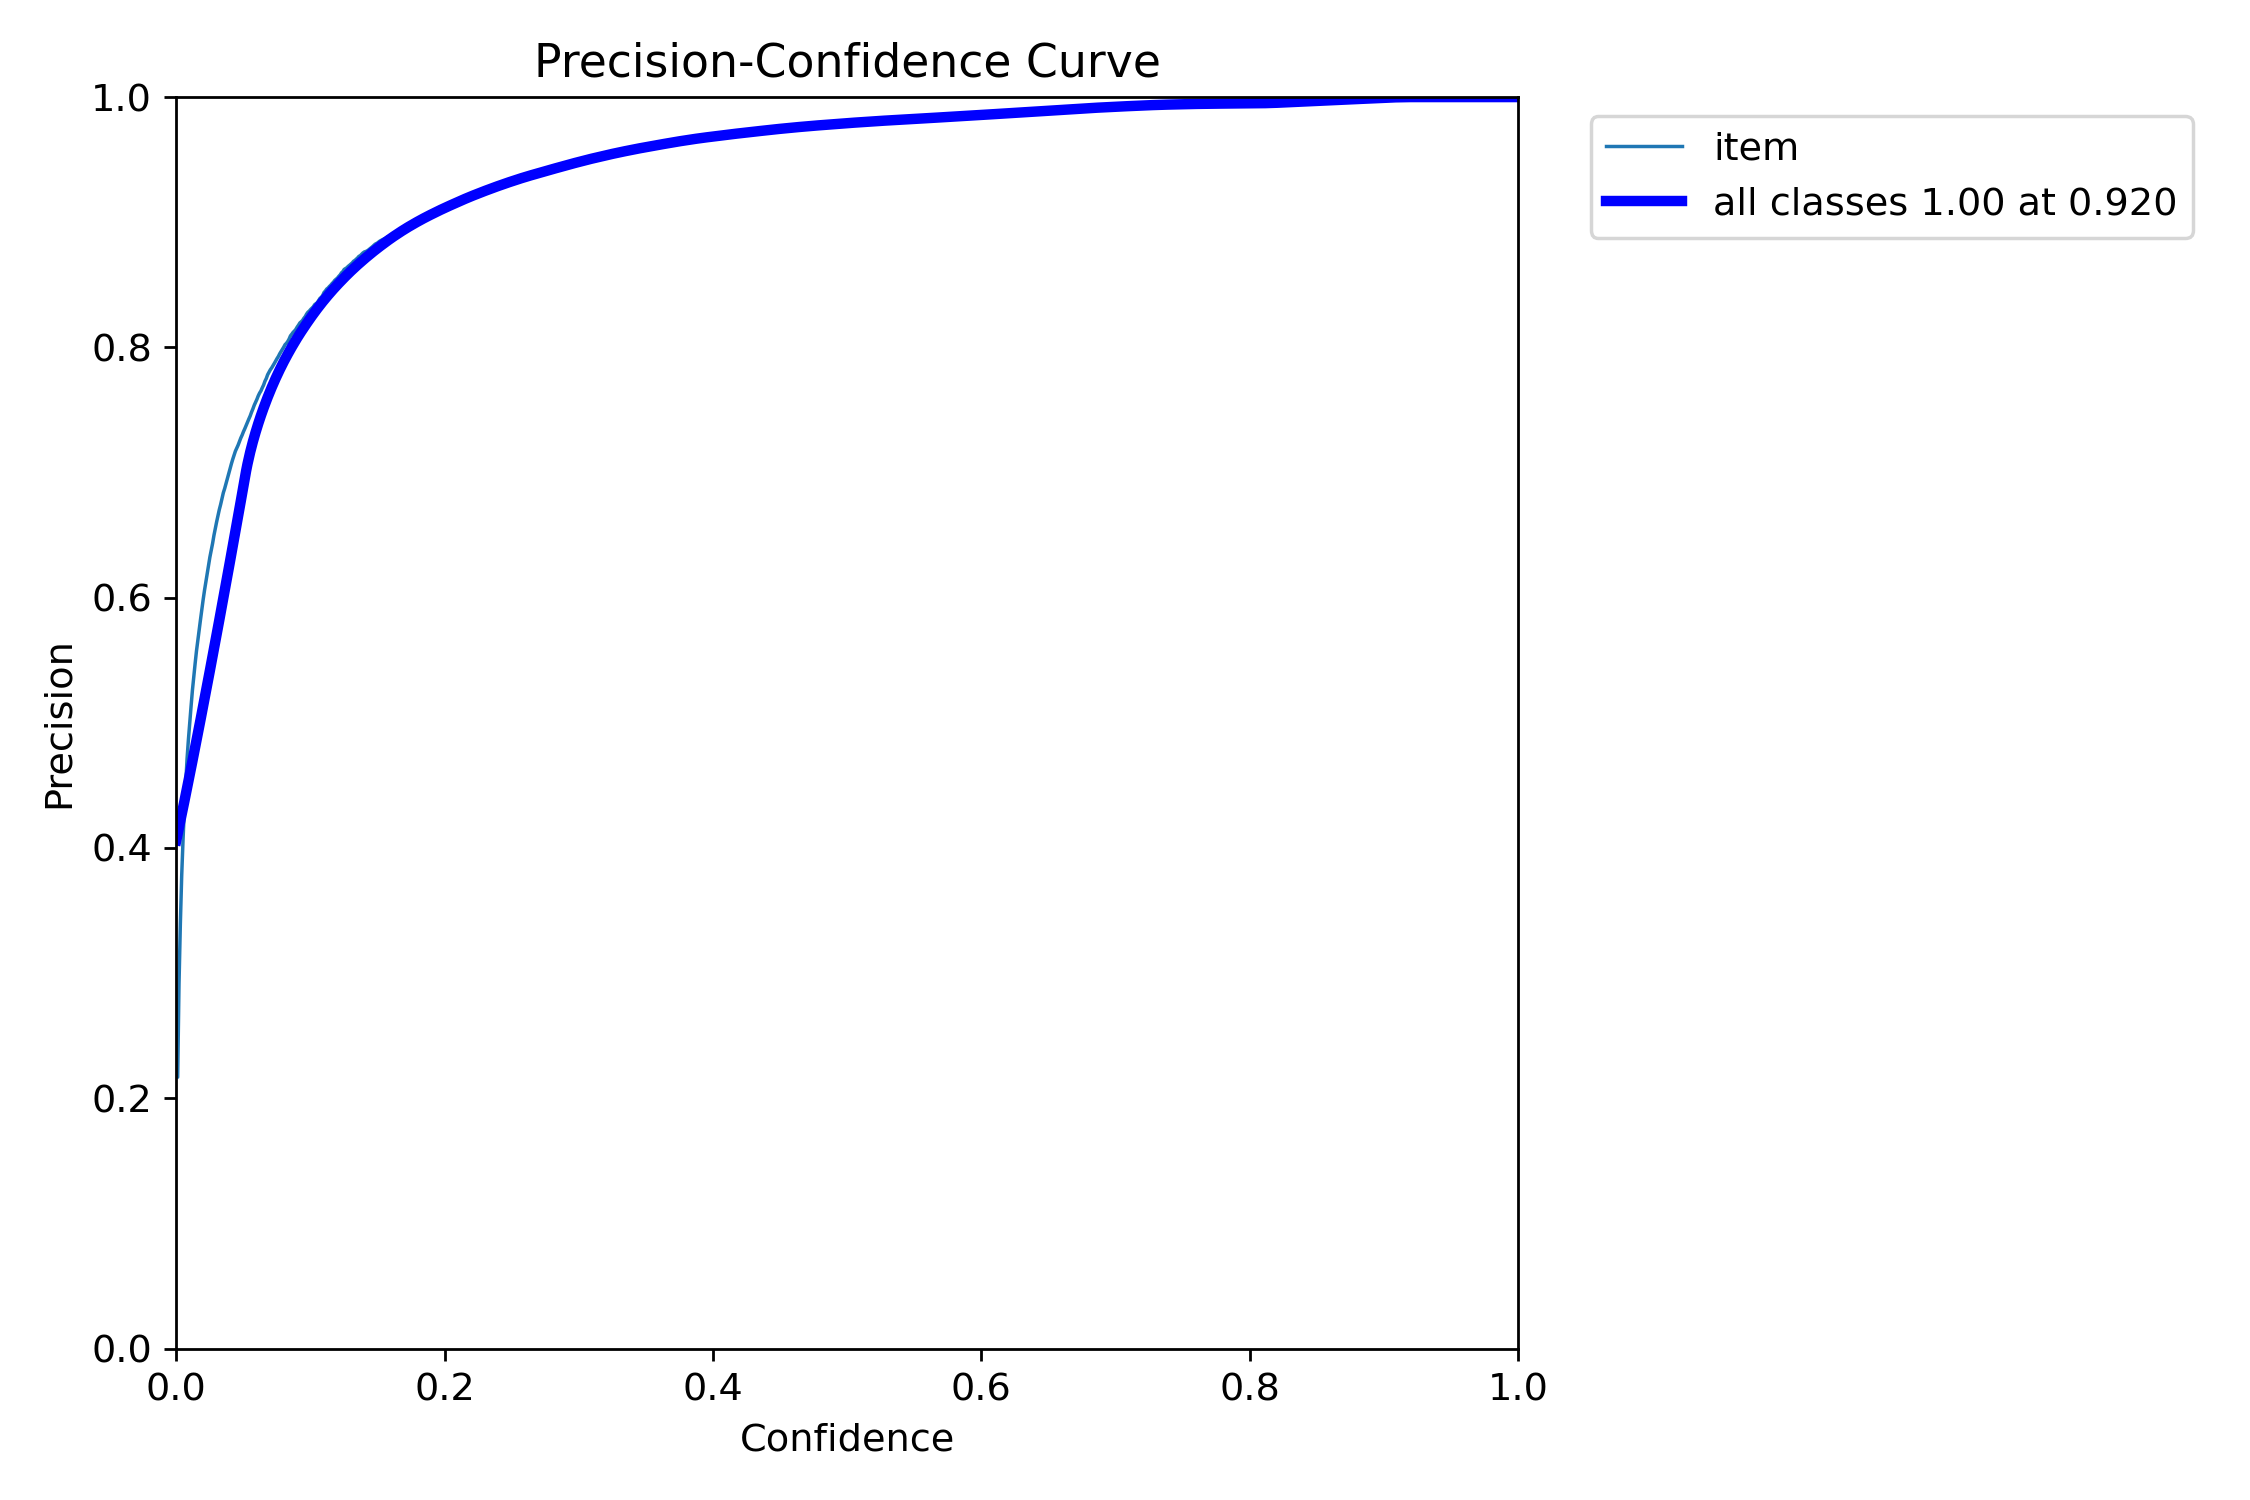 Precision-Confidence Curve
1.0
0.8
0.6
0.4
0.2
0.0
Precision
0.0 0.2 0.4 0.6 0.8 1.0
Confidence
item
all classes 1.00 at 0.920